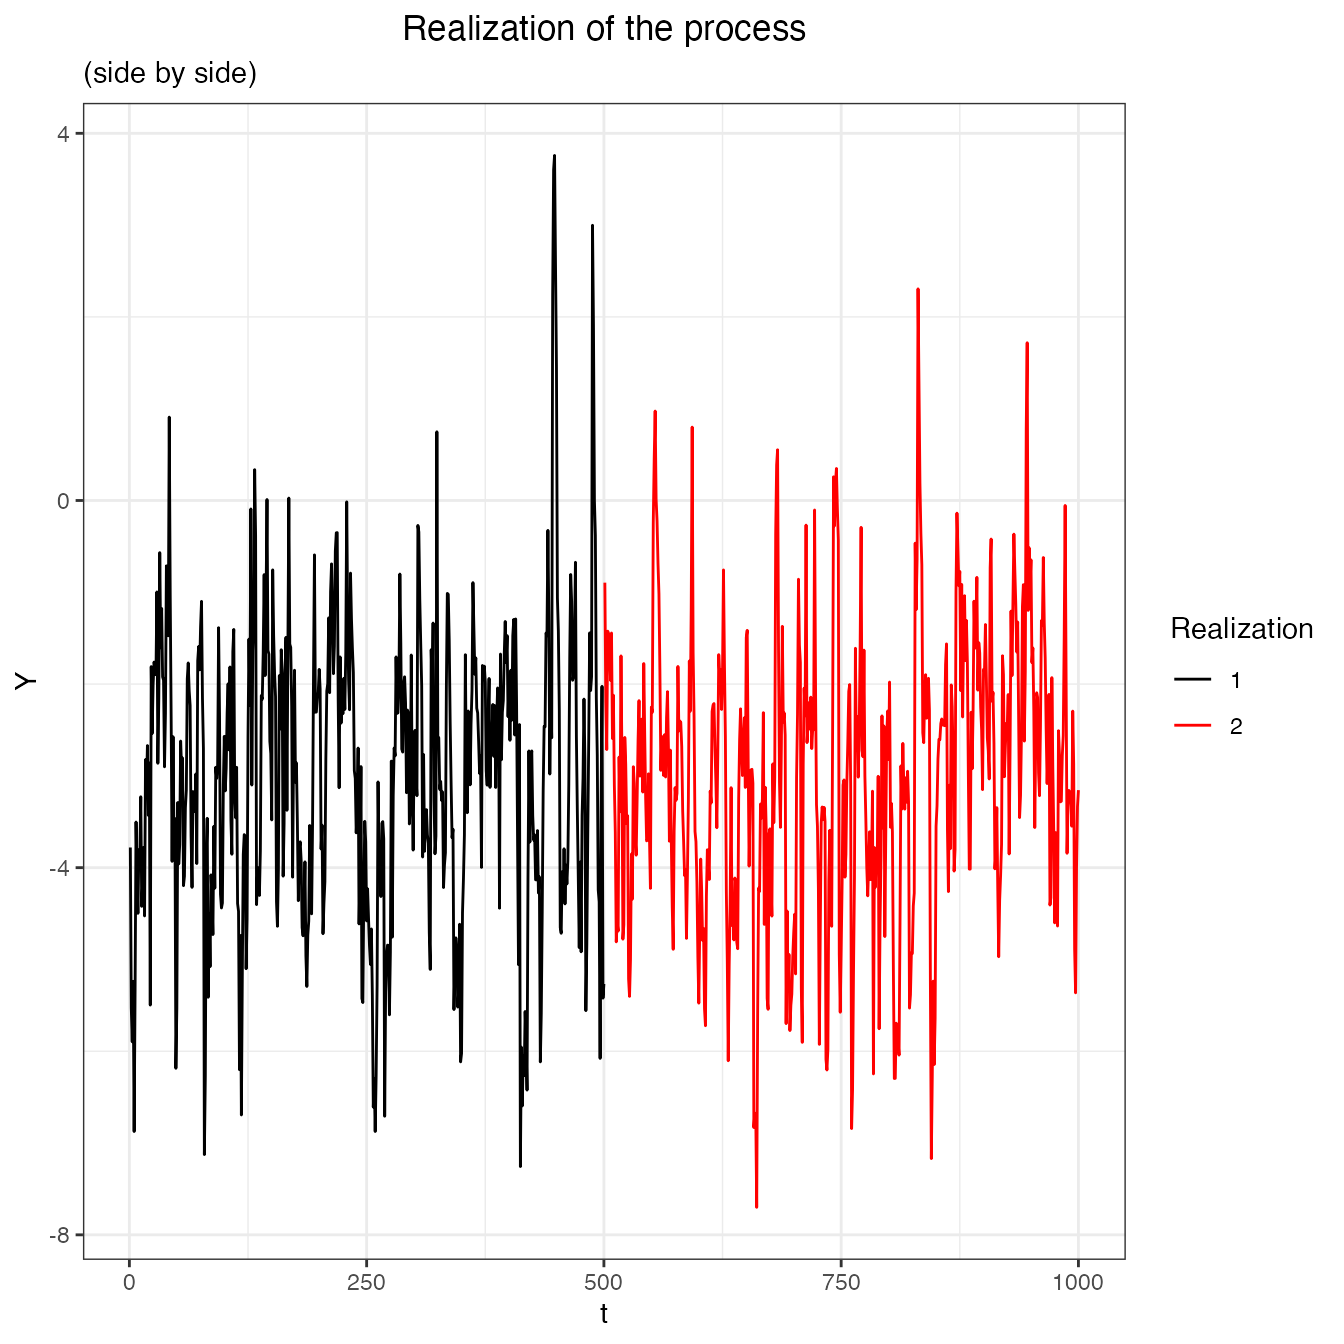 Realization of the process
(side by side)
4
0
-4
-8
Y
0
250
500
750
1000
t
Realization
1
2